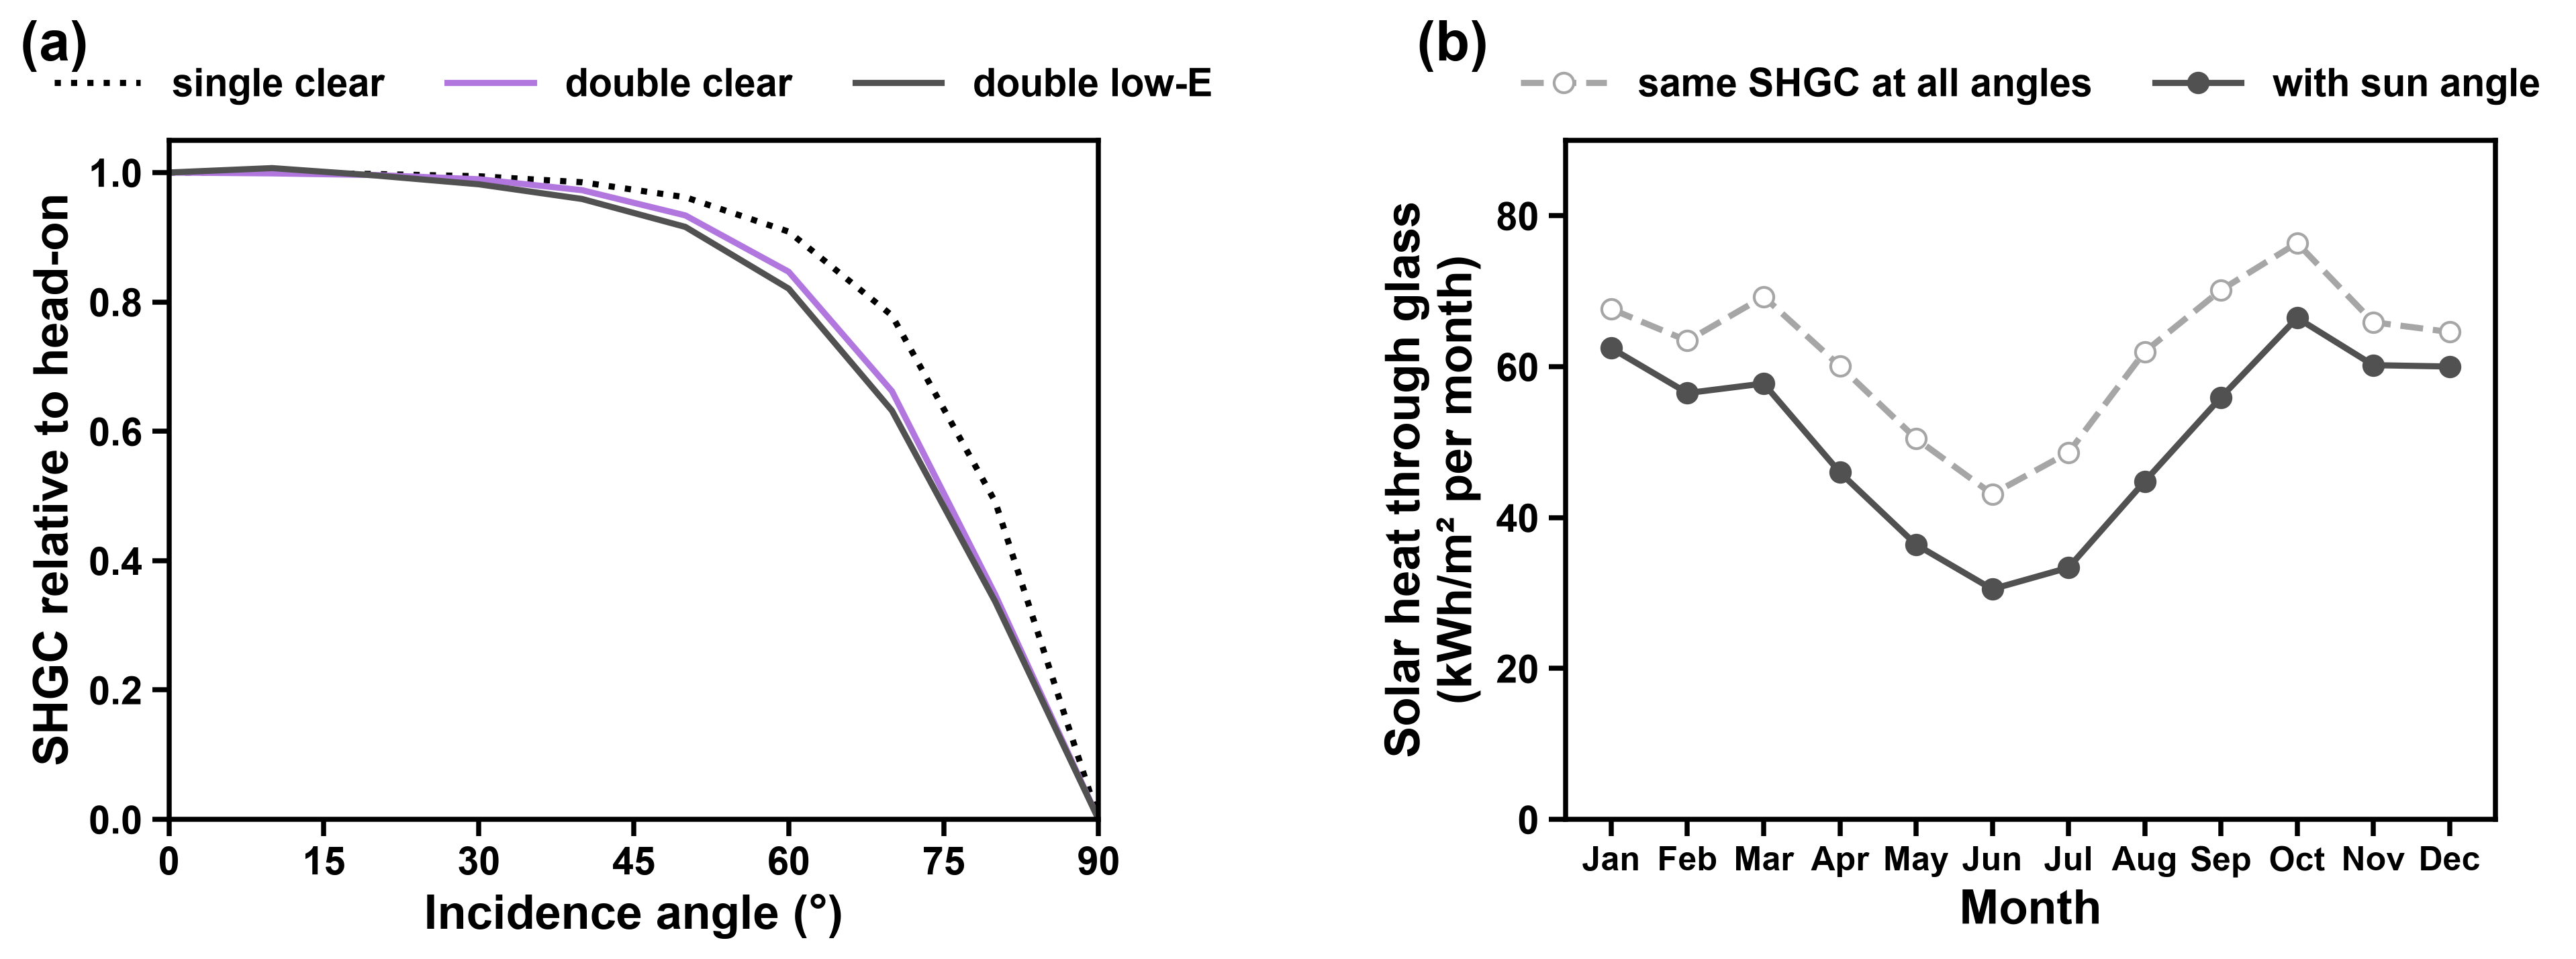 (a)
single clear
double clear
double low-E
SHGC relative to head-on
1.0
0.8
0.6
0.4
0.2
0.0
0 15 30 45 60 75 90
Incidence angle (°)
(b)
same SHGC at all angles
with sun angle
Solar heat through glass
(kWh/m² per month)
80
60
40
20
0
Jan Feb Mar Apr May Jun Jul Aug Sep Oct Nov Dec
Month